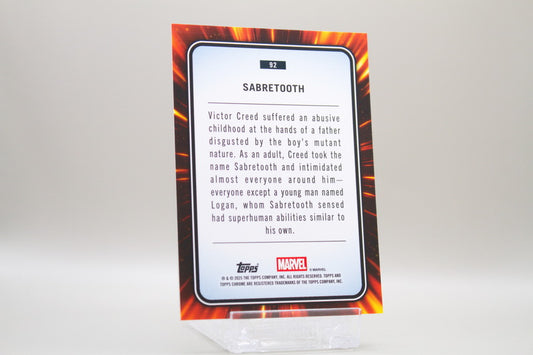 92
SABRETOOTH
Victor Creed suffered an abusive
childhood at the hands of a father
disgusted by the boy's mutant
nature. As an adult, Creed took the
name Sabretooth and intimidated
almost everyone around him—
everyone except a young man named
Logan, whom Sabretooth sensed
had superhuman abilities similar to
his own.
Topps MARVEL © MARVEL
® & © 2025 THE TOPPS COMPANY, INC. ALL RIGHTS RESERVED. TOPPS AND
TOPPS CHROME ARE REGISTERED TRADEMARKS OF THE TOPPS COMPANY, INC.